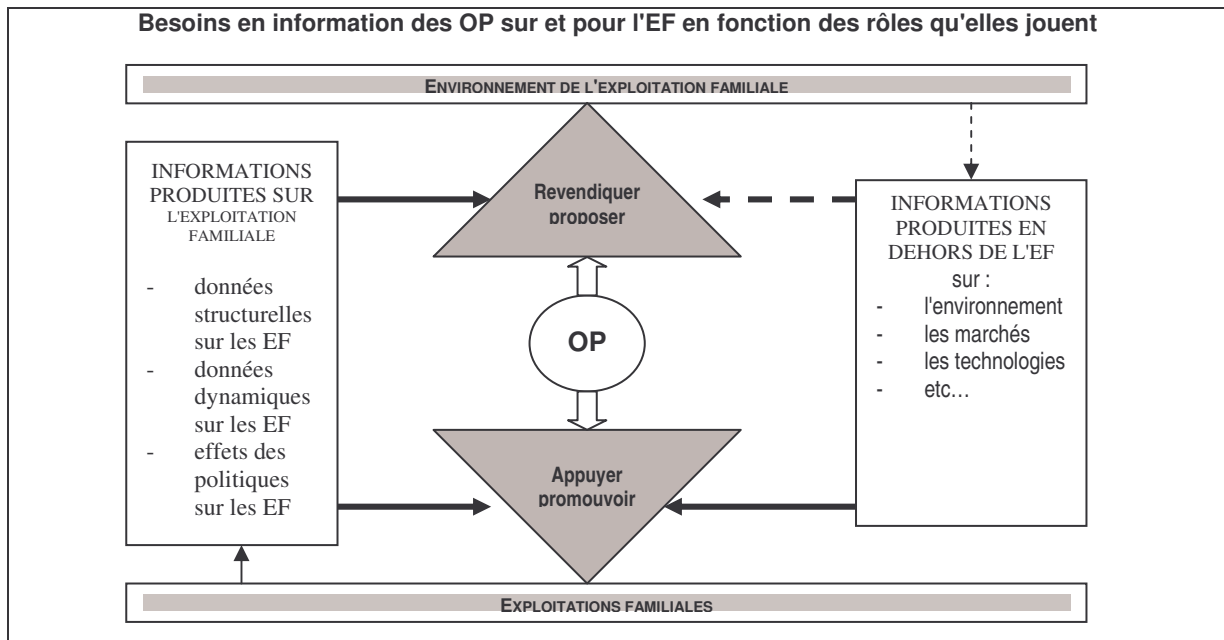 Besoins en information des OP sur et pour l'EF en fonction des rôles qu'elles jouent
ENVIRONNEMENT DE L'EXPLOITATION FAMILIALE
INFORMATIONS
PRODUITES SUR
L'EXPLOITATION
FAMILIALE
- données
structurelles
sur les EF
- données
dynamiques
sur les EF
- effets des
politiques
sur les EF
Revendiquer
proposer
OP
Appuyer
promouvoir
INFORMATIONS
PRODUITES EN
DEHORS DE L'EF
sur :
- l'environnement
- les marchés
- les technologies
- etc…
EXPLOITATIONS FAMILIALES